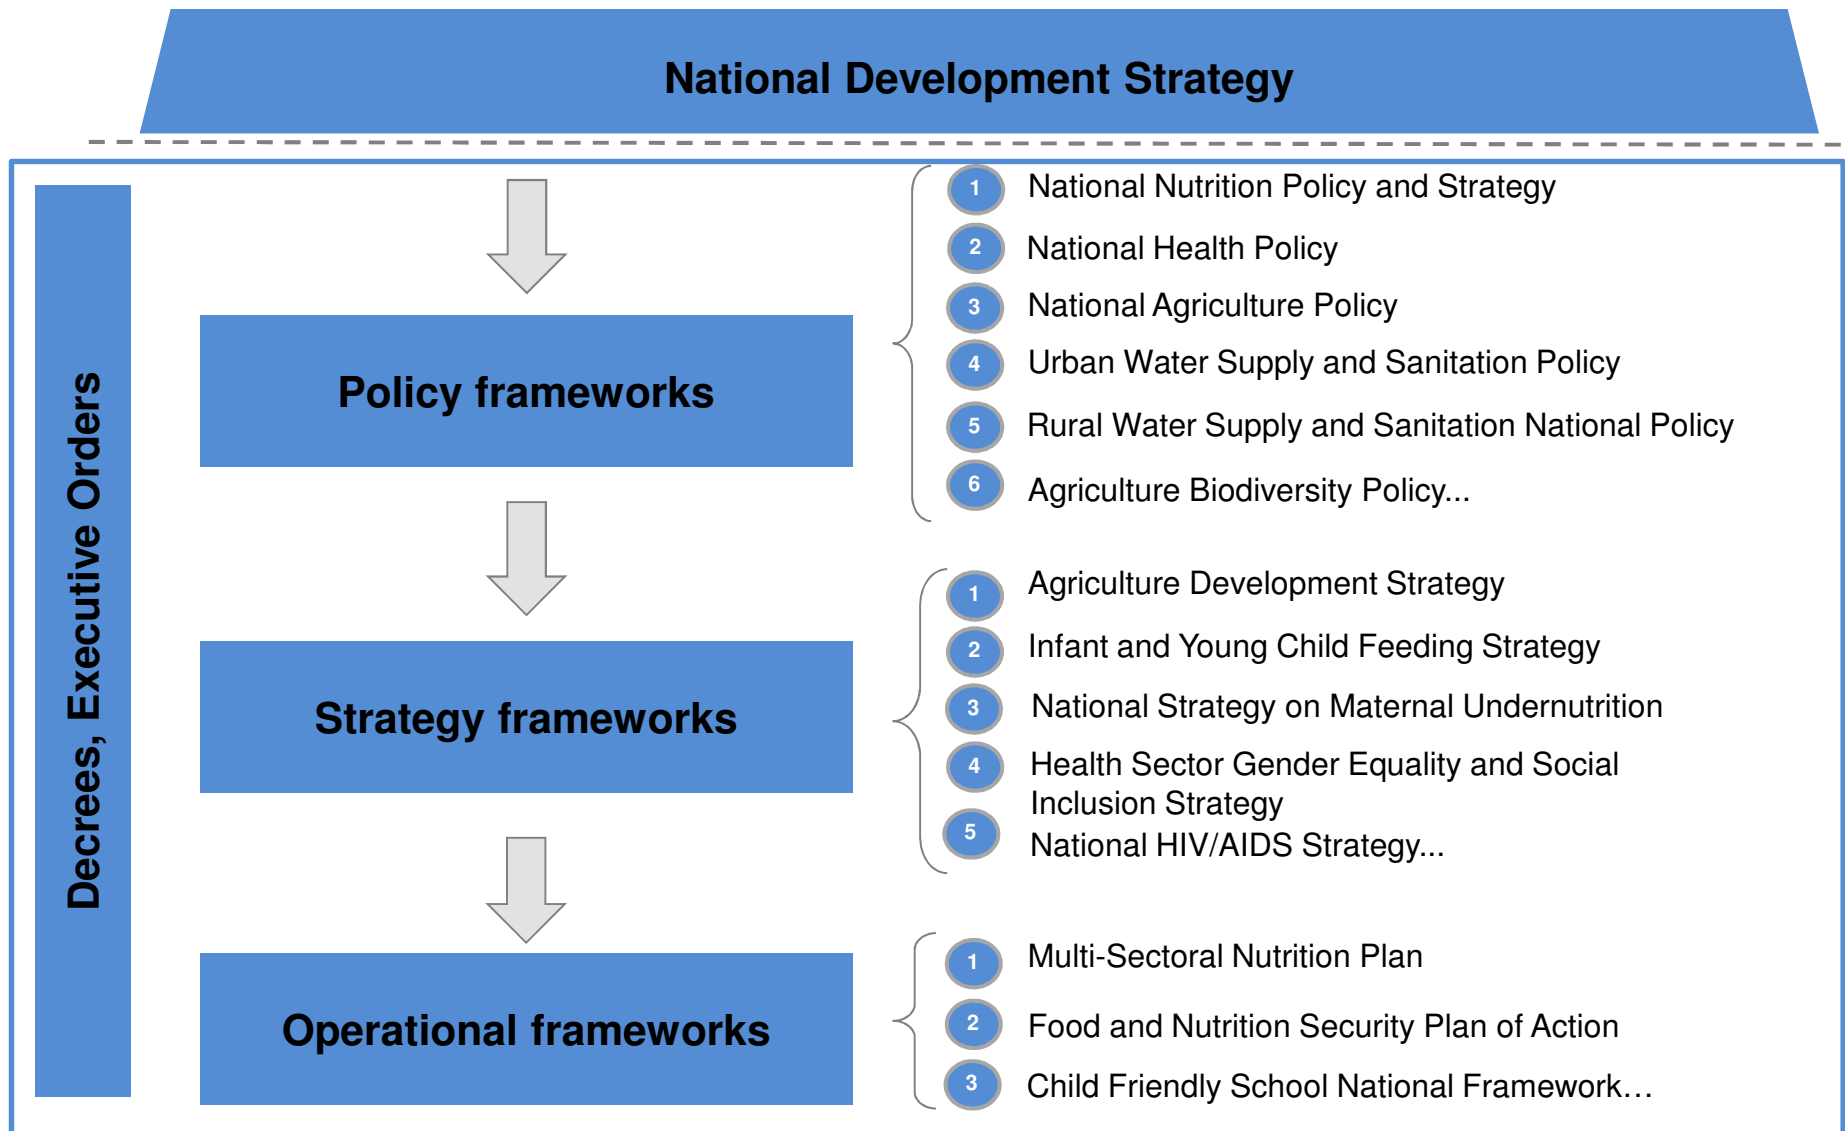 National Development Strategy
Decrees, Executive Orders
Policy frameworks
1 National Nutrition Policy and Strategy
2 National Health Policy
3 National Agriculture Policy
4 Urban Water Supply and Sanitation Policy
5 Rural Water Supply and Sanitation National Policy
6 Agriculture Biodiversity Policy...
Strategy frameworks
1 Agriculture Development Strategy
2 Infant and Young Child Feeding Strategy
3 National Strategy on Maternal Undernutrition
4 Health Sector Gender Equality and Social
Inclusion Strategy
5 National HIV/AIDS Strategy...
Operational frameworks
1 Multi-Sectoral Nutrition Plan
2 Food and Nutrition Security Plan of Action
3 Child Friendly School National Framework…